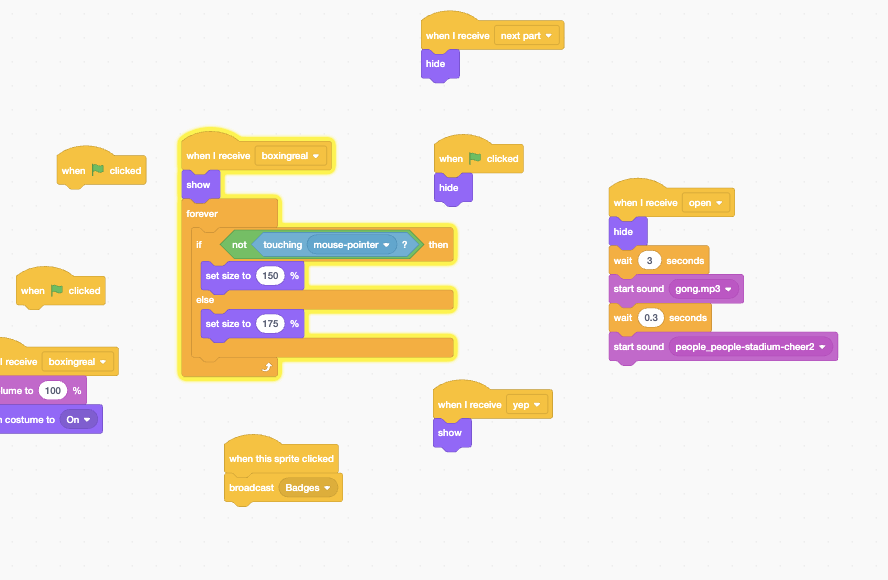 when I receive next part
hide
when clicked
when I receive boxingreal
show
forever
if not touching mouse-pointer ? then
set size to 150 %
else
set size to 175 %
when clicked
hide
when I receive open
hide
wait 3 seconds
start sound gong.mp3
wait 0.3 seconds
start sound people_people-stadium-cheer2
when clicked
I receive boxingreal
lume to 100 %
h costume to On
when I receive yep
show
when this sprite clicked
broadcast Badges